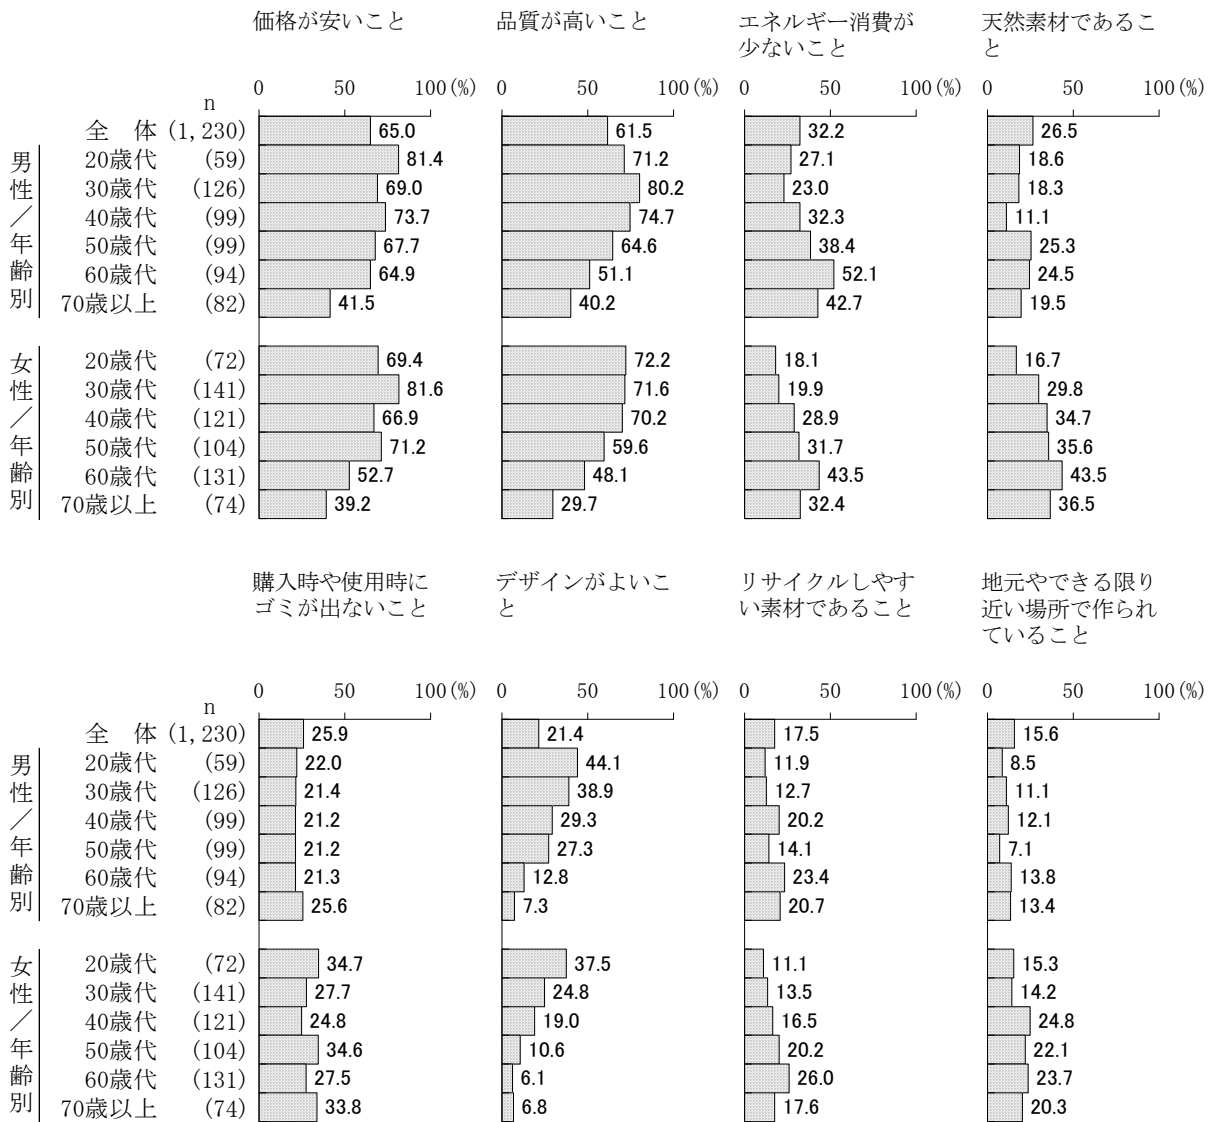 価格が安いこと 品質が高いこと エネルギー消費が 天然素材であるこ
少ないこと と
0 50 100(%) 0 50 100(%) 0 50 100(%) 0 50 100(%)
n
全 体 (1,230) 65.0 61.5 32.2 26.5
男性／年齢別
20歳代 (59) 81.4 71.2 27.1 18.6
30歳代 (126) 69.0 80.2 23.0 18.3
40歳代 (99) 73.7 74.7 32.3 11.1
50歳代 (99) 67.7 64.6 38.4 25.3
60歳代 (94) 64.9 51.1 52.1 24.5
70歳以上 (82) 41.5 40.2 42.7 19.5
女性／年齢別
20歳代 (72) 69.4 72.2 18.1 16.7
30歳代 (141) 81.6 71.6 19.9 29.8
40歳代 (121) 66.9 70.2 28.9 34.7
50歳代 (104) 71.2 59.6 31.7 35.6
60歳代 (131) 52.7 48.1 43.5 43.5
70歳以上 (74) 39.2 29.7 32.4 36.5
購入時や使用時に デザインがよいこ リサイクルしやす 地元やできる限り
ゴミが出ないこと と い素材であること 近い場所で作られ
ていること
0 50 100(%) 0 50 100(%) 0 50 100(%) 0 50 100(%)
n
全 体 (1,230) 25.9 21.4 17.5 15.6
男性／年齢別
20歳代 (59) 22.0 44.1 11.9 8.5
30歳代 (126) 21.4 38.9 12.7 11.1
40歳代 (99) 21.2 29.3 20.2 12.1
50歳代 (99) 21.2 27.3 14.1 7.1
60歳代 (94) 21.3 12.8 23.4 13.8
70歳以上 (82) 25.6 7.3 20.7 13.4
女性／年齢別
20歳代 (72) 34.7 37.5 11.1 15.3
30歳代 (141) 27.7 24.8 13.5 14.2
40歳代 (121) 24.8 19.0 16.5 24.8
50歳代 (104) 34.6 10.6 20.2 22.1
60歳代 (131) 27.5 6.1 26.0 23.7
70歳以上 (74) 33.8 6.8 17.6 20.3